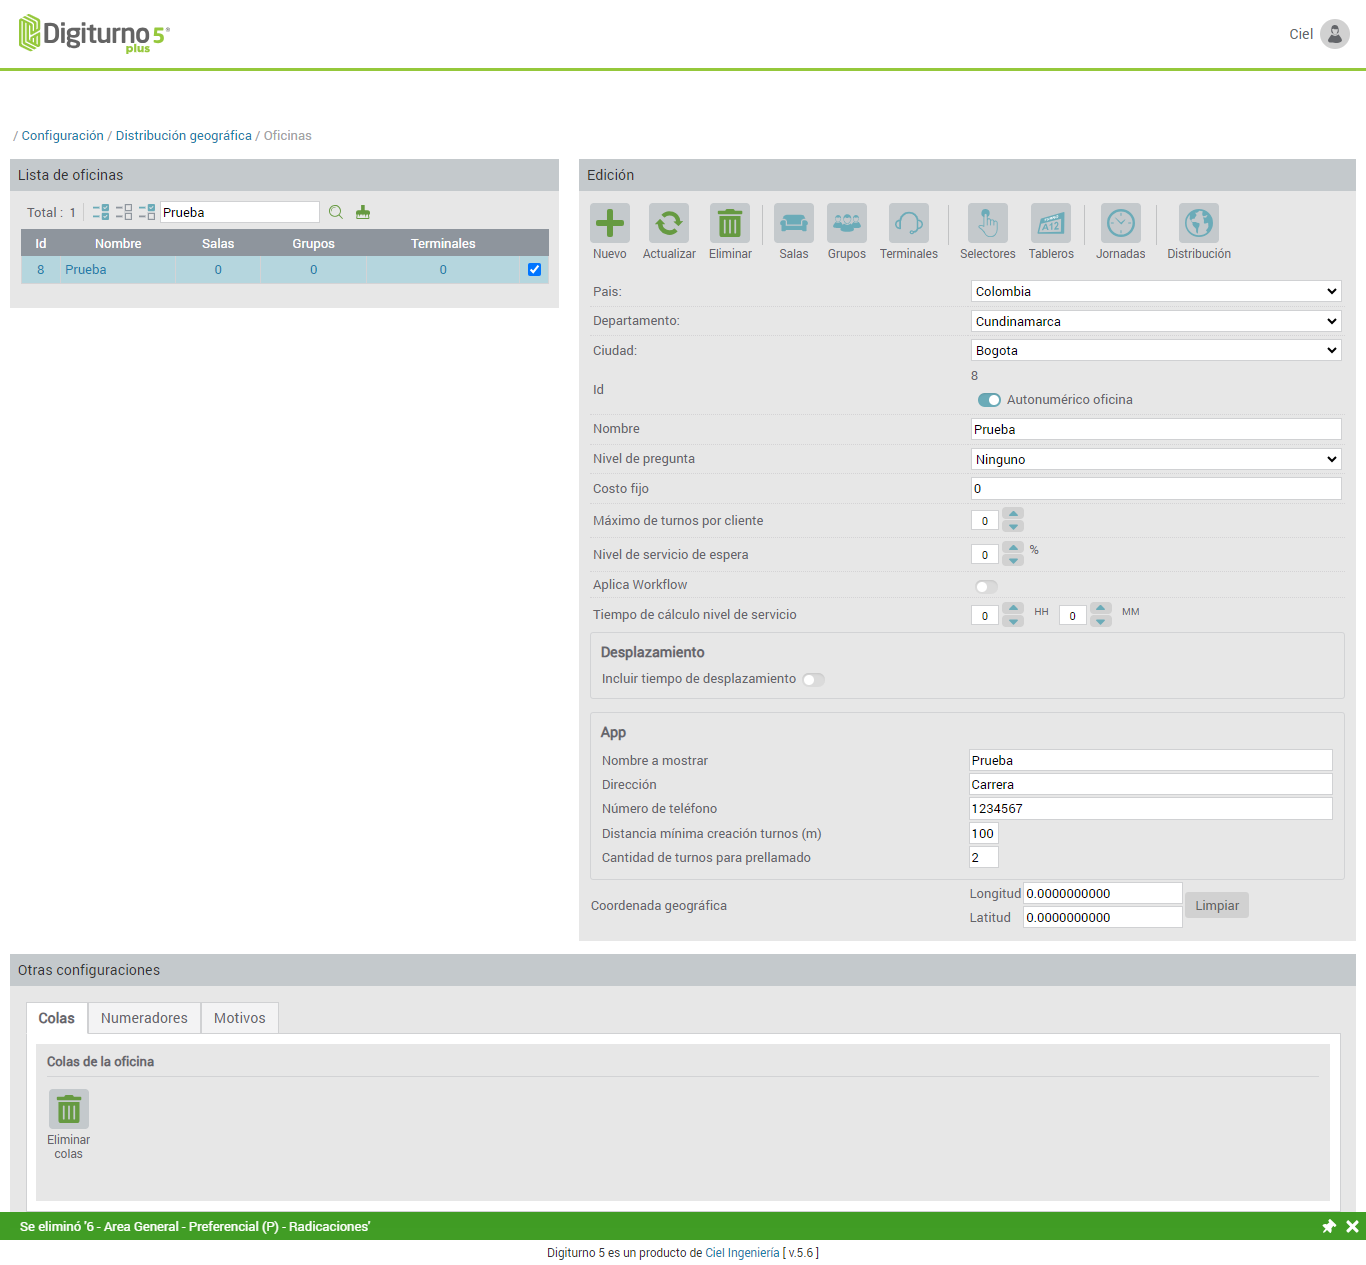 Digiturno 5®
plus
Ciel
/ Configuración / Distribución geográfica / Oficinas
Lista de oficinas
Total : 1
Prueba
Id Nombre Salas Grupos Terminales
8 Prueba 0 0 0
Edición
Nuevo Actualizar Eliminar Salas Grupos Terminales Selectores Tableros Jornadas Distribución
TURNO
A12
Pais: Colombia
Departamento: Cundinamarca
Ciudad: Bogota
Id 8
Autonumérico oficina
Nombre Prueba
Nivel de pregunta Ninguno
Costo fijo 0
Máximo de turnos por cliente 0
Nivel de servicio de espera 0 %
Aplica Workflow
Tiempo de cálculo nivel de servicio 0 HH 0 MM
Desplazamiento
Incluir tiempo de desplazamiento
App
Nombre a mostrar Prueba
Dirección Carrera
Número de teléfono 1234567
Distancia mínima creación turnos (m) 100
Cantidad de turnos para prellamado 2
Coordenada geográfica Longitud 0.0000000000
Latitud 0.0000000000
Limpiar
Otras configuraciones
Colas Numeradores Motivos
Colas de la oficina
Eliminar
colas
Se eliminó '6 - Area General - Preferencial (P) - Radicaciones'
Digiturno 5 es un producto de Ciel Ingeniería [ v.5.6 ]